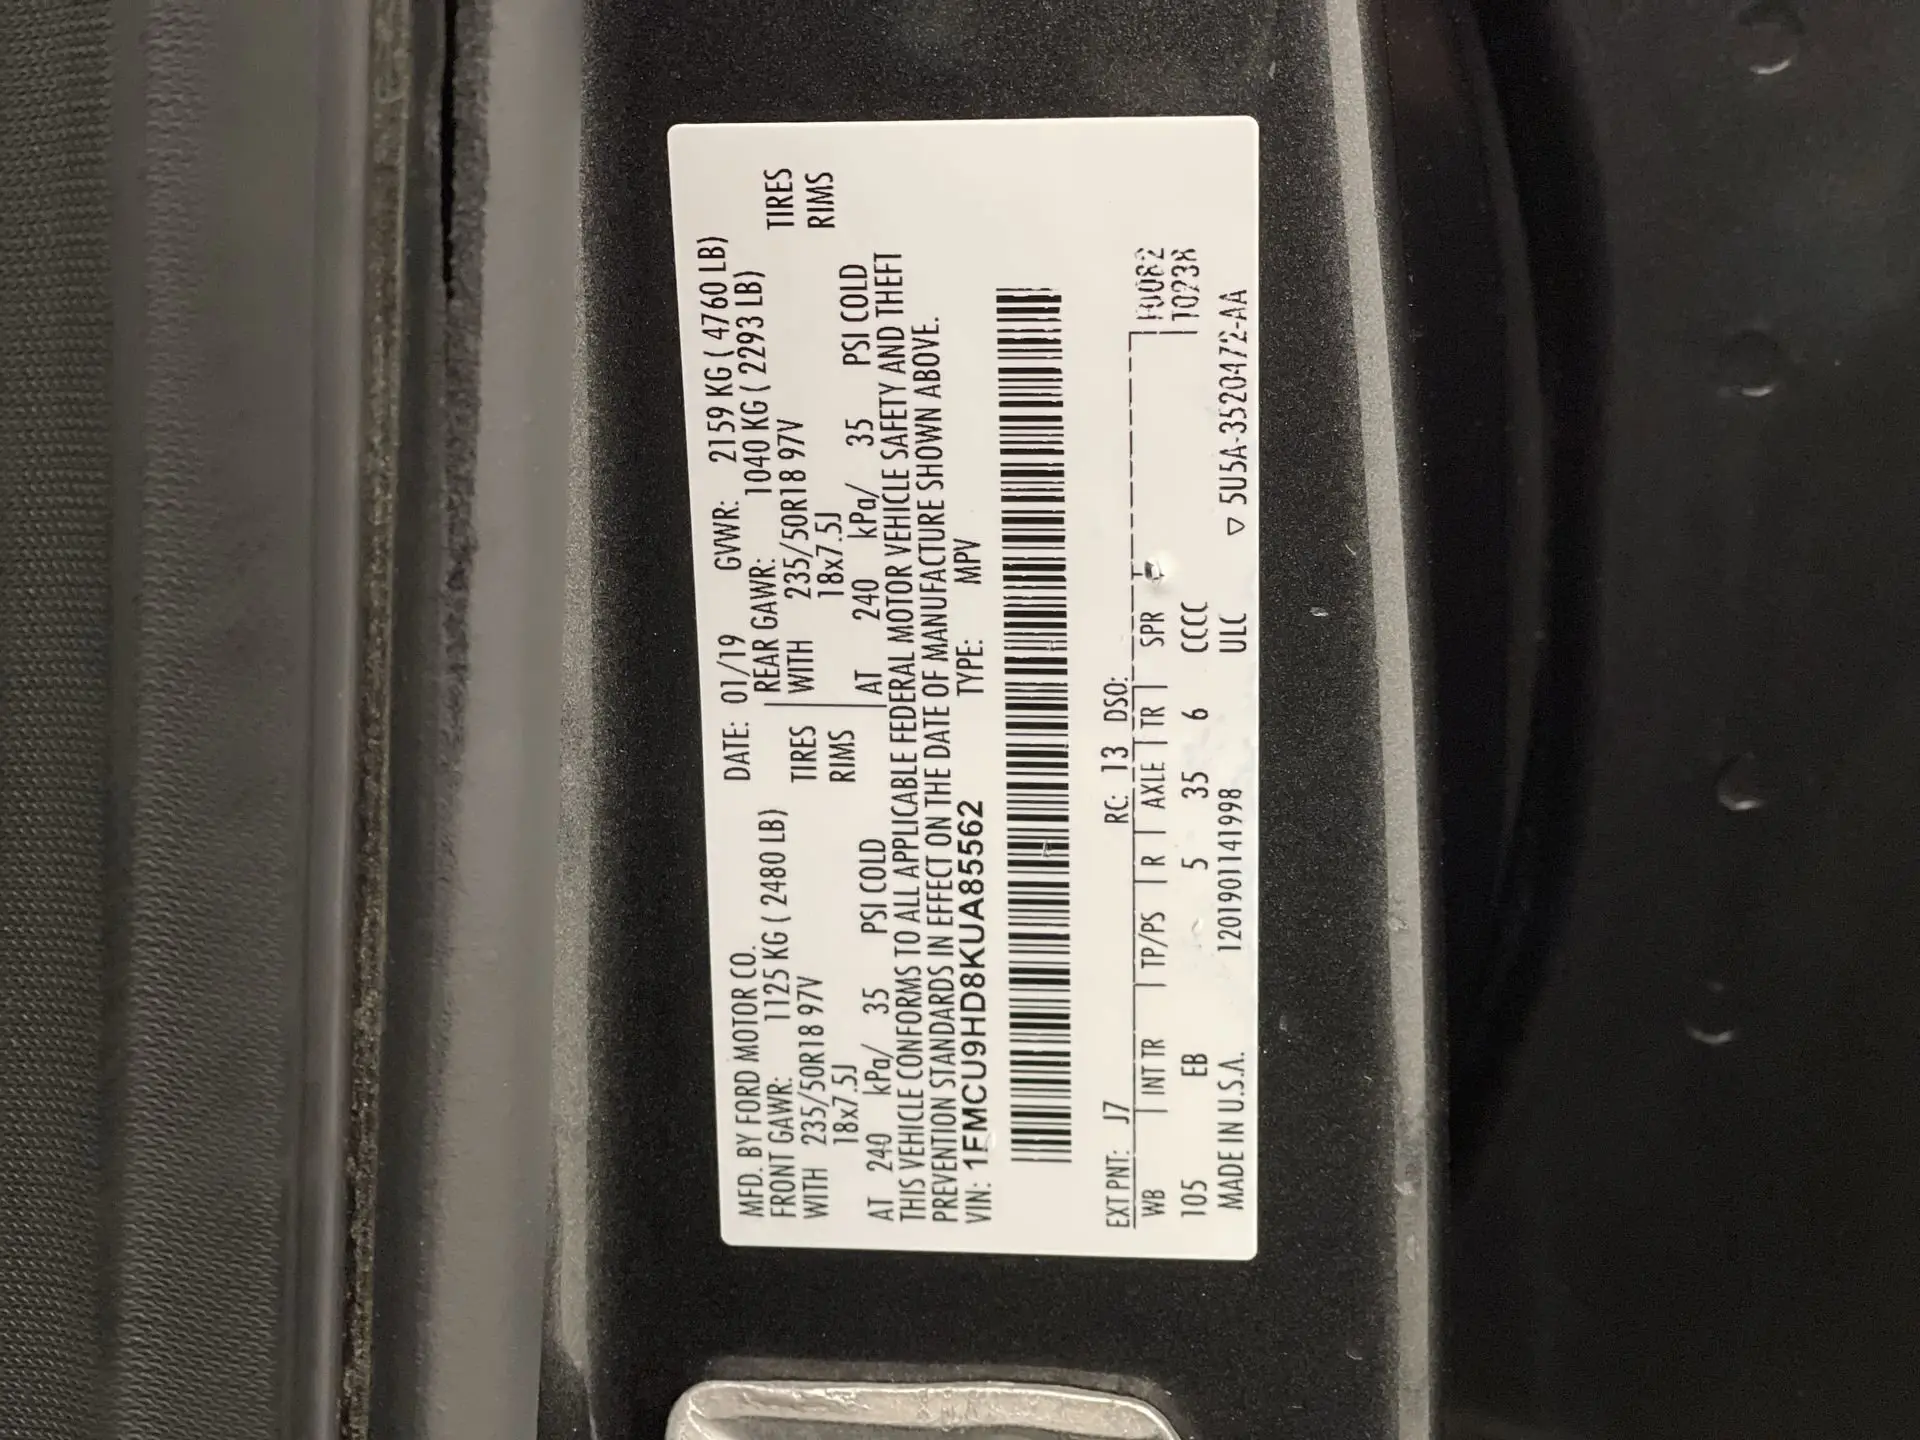 MFD. BY FORD MOTOR CO. DATE: 01/19 GVWR: 2159 KG ( 4760 LB)
FRONT GAWR: 1125 KG ( 2480 LB) REAR GAWR: 1040 KG ( 2293 LB)
WITH 235/50R18 97V TIRES WITH 235/50R18 97V TIRES
18x7.5J RIMS 18x7.5J RIMS
AT 240 kPa/ 35 PSI COLD AT 240 kPa/ 35 PSI COLD
THIS VEHICLE CONFORMS TO ALL APPLICABLE FEDERAL MOTOR VEHICLE SAFETY AND THEFT
PREVENTION STANDARDS IN EFFECT ON THE DATE OF MANUFACTURE SHOWN ABOVE.
VIN: 1FMCU9HD8KUA85562 TYPE: MPV
EXT PNT: J7 RC: 13 DSO:
WB INT TR TP/PS R AXLE TR SPR
105 EB 5 35 6 CCCC 10238
MADE IN U.S.A. 1201901141998 ULC ▽ 5U5A-3520472-AA